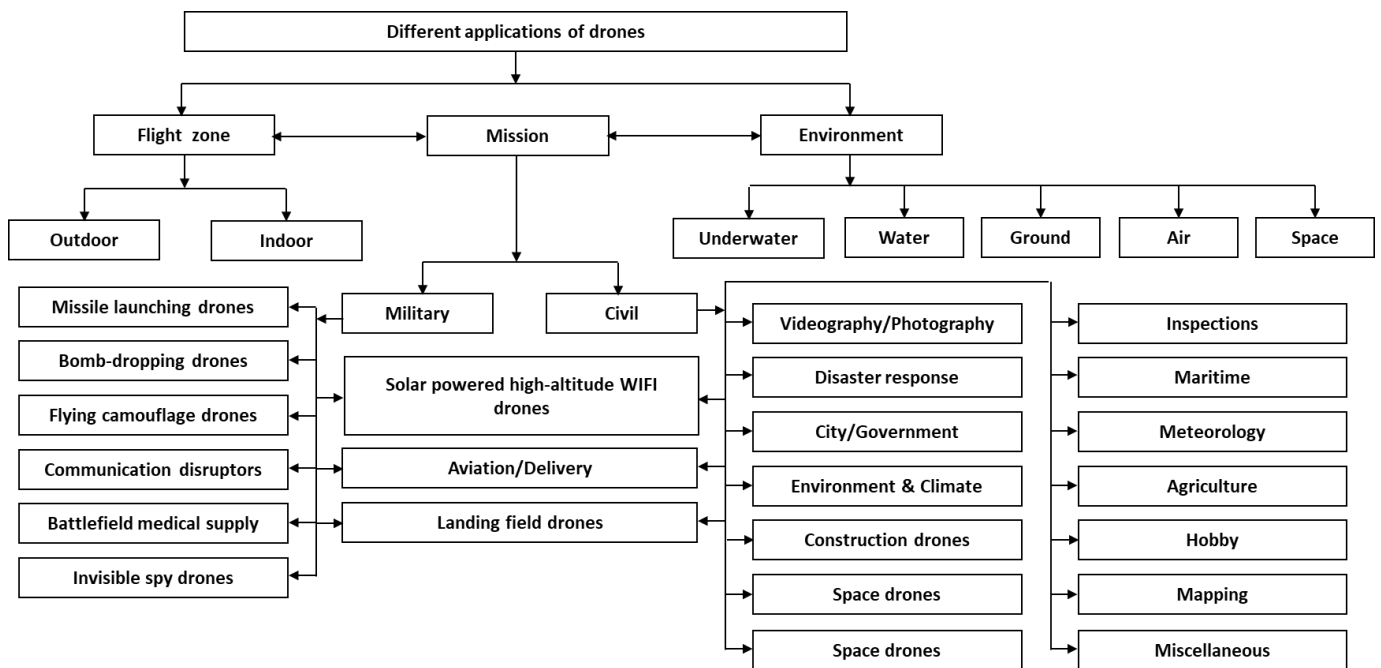 Different applications of drones
Flight zone
Mission
Environment
Outdoor
Indoor
Underwater
Water
Ground
Air
Space
Military
Civil
Missile launching drones
Bomb-dropping drones
Flying camouflage drones
Communication disruptors
Battlefield medical supply
Invisible spy drones
Solar powered high-altitude WIFI
drones
Aviation/Delivery
Landing field drones
Videography/Photography
Disaster response
City/Government
Environment & Climate
Construction drones
Space drones
Space drones
Inspections
Maritime
Meteorology
Agriculture
Hobby
Mapping
Miscellaneous